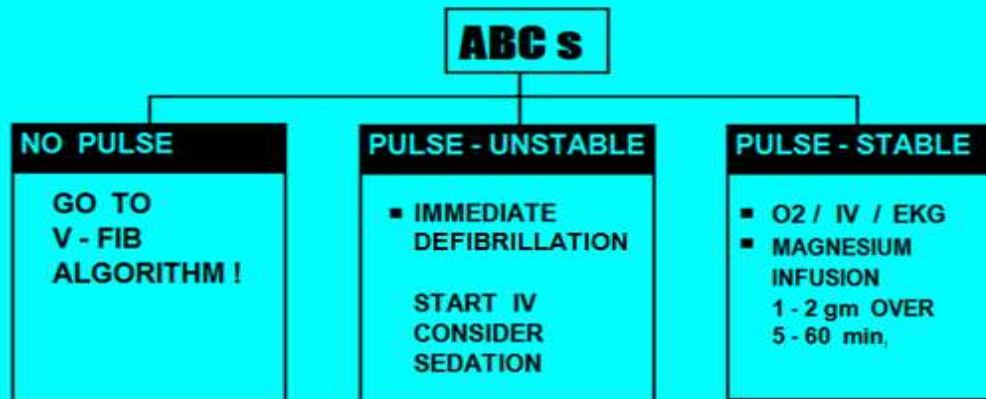 ABC s
NO PULSE
GO TO
V - FIB
ALGORITHM !
PULSE - UNSTABLE
▪ IMMEDIATE
DEFIBRILLATION
START IV
CONSIDER
SEDATION
PULSE - STABLE
▪ O2 / IV / EKG
▪ MAGNESIUM
INFUSION
1 - 2 gm OVER
5 - 60 min,